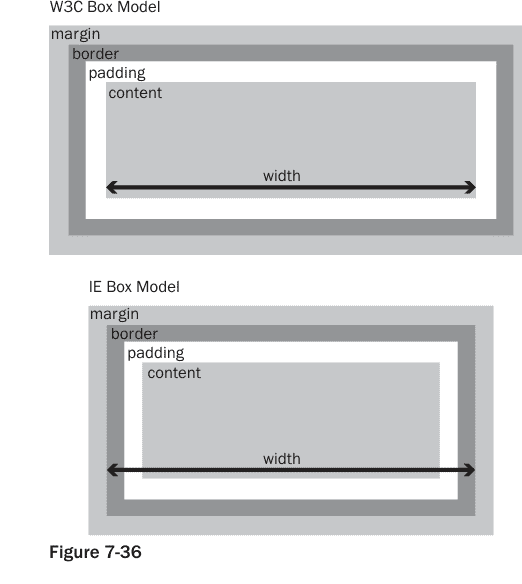 W3C Box Model
margin
border
padding
content
width
IE Box Model
margin
border
padding
content
width
Figure 7-36